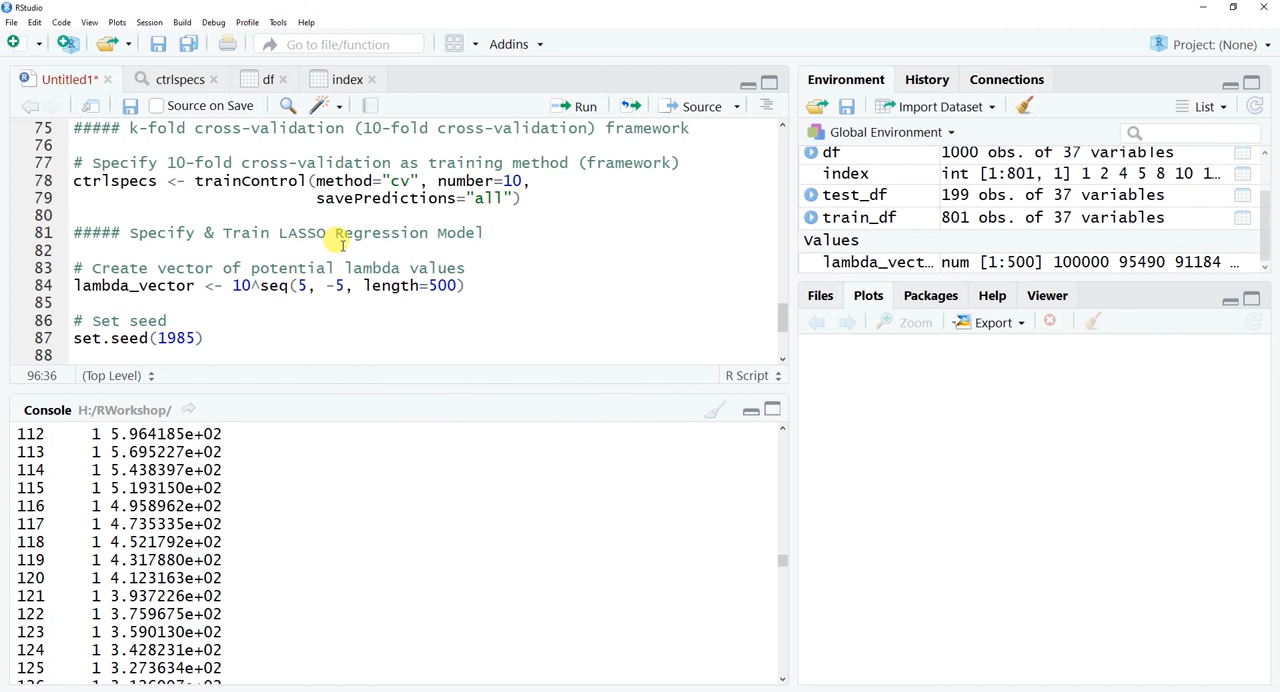 RStudio
File Edit Code View Plots Session Build Debug Profile Tools Help
Go to file/function Addins Project: (None)
Untitled1* ctrlspecs df index
Source on Save Run Source
75 ##### k-fold cross-validation (10-fold cross-validation) framework
76
77 # Specify 10-fold cross-validation as training method (framework)
78 ctrlspecs <- trainControl(method="cv", number=10,
79 savePredictions="all")
80
81 ##### Specify & Train LASSO Regression Model
82
83 # Create vector of potential lambda values
84 lambda_vector <- 10^seq(5, -5, length=500)
85
86 # Set seed
87 set.seed(1985)
88
96:36 (Top Level) R Script
Console H:/RWorkshop/
112 1 5.964185e+02
113 1 5.695227e+02
114 1 5.438397e+02
115 1 5.193150e+02
116 1 4.958962e+02
117 1 4.735335e+02
118 1 4.521792e+02
119 1 4.317880e+02
120 1 4.123163e+02
121 1 3.937226e+02
122 1 3.759675e+02
123 1 3.590130e+02
124 1 3.428231e+02
125 1 3.273634e+02
Environment History Connections
Import Dataset List
Global Environment
df 1000 obs. of 37 variables
index int [1:801, 1] 1 2 4 5 8 10 1...
test_df 199 obs. of 37 variables
train_df 801 obs. of 37 variables
Values
lambda_vect... num [1:500] 100000 95490 91184 ...
Files Plots Packages Help Viewer
Zoom Export